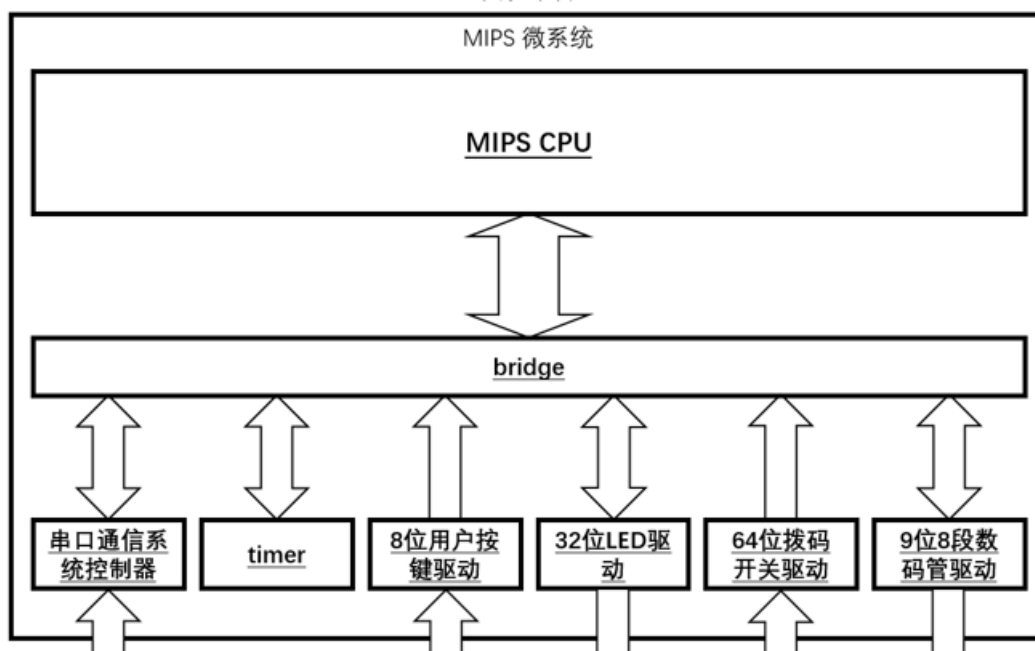 MIPS 微系统
MIPS CPU
bridge
串口通信系
统控制器
timer
8位用户按
键驱动
32位LED驱
动
64位拨码
开关驱动
9位8段数
码管驱动